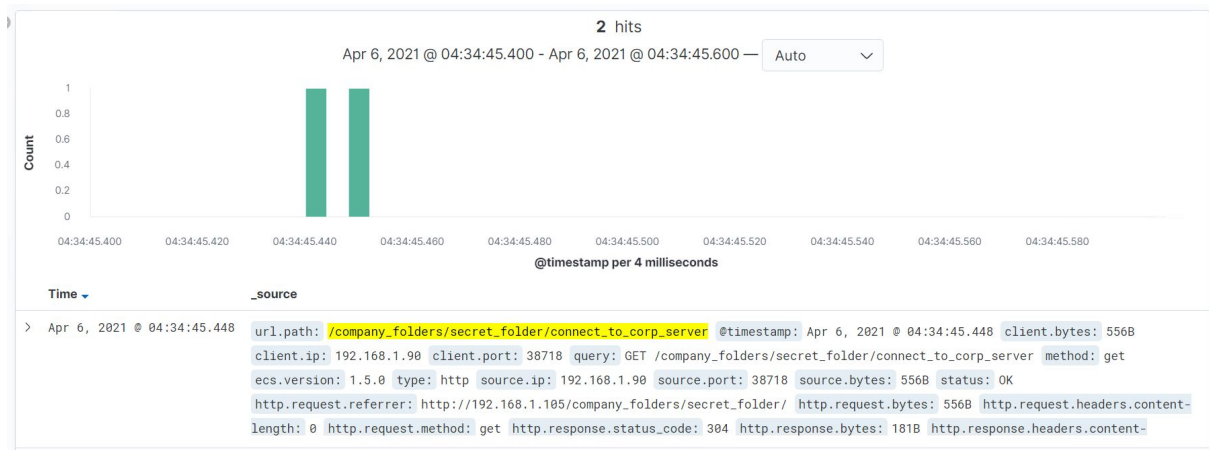 2 hits
Apr 6, 2021 @ 04:34:45.400 - Apr 6, 2021 @ 04:34:45.600 — Auto
1
0.8
0.6
0.4
0.2
0
Count
04:34:45.400 04:34:45.420 04:34:45.440 04:34:45.460 04:34:45.480 04:34:45.500 04:34:45.520 04:34:45.540 04:34:45.560 04:34:45.580
@timestamp per 4 milliseconds
Time _source
> Apr 6, 2021 @ 04:34:45.448 url.path: /company_folders/secret_folder/connect_to_corp_server @timestamp: Apr 6, 2021 @ 04:34:45.448 client.bytes: 556B
client.ip: 192.168.1.90 client.port: 38718 query: GET /company_folders/secret_folder/connect_to_corp_server method: get
ecs.version: 1.5.0 type: http source.ip: 192.168.1.90 source.port: 38718 source.bytes: 556B status: OK
http.request.referrer: http://192.168.1.105/company_folders/secret_folder/ http.request.bytes: 556B http.request.headers.content-
length: 0 http.request.method: get http.response.status_code: 304 http.response.bytes: 181B http.response.headers.content-